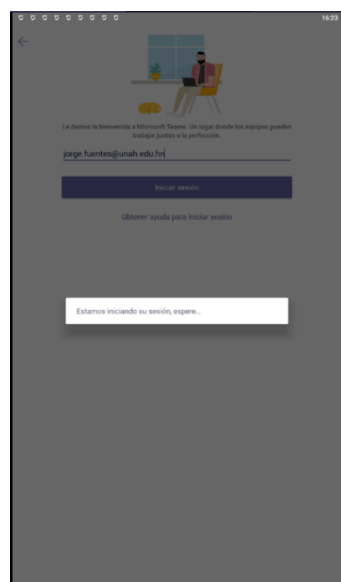 16:23
Le damos la bienvenida a Microsoft Teams. Un lugar donde los equipos pueden
trabajar juntos a la perfección.
jorge.fuentes@unah.edu.hn
Iniciar sesión
Obtener ayuda para iniciar sesión
Estamos iniciando su sesión, espere...